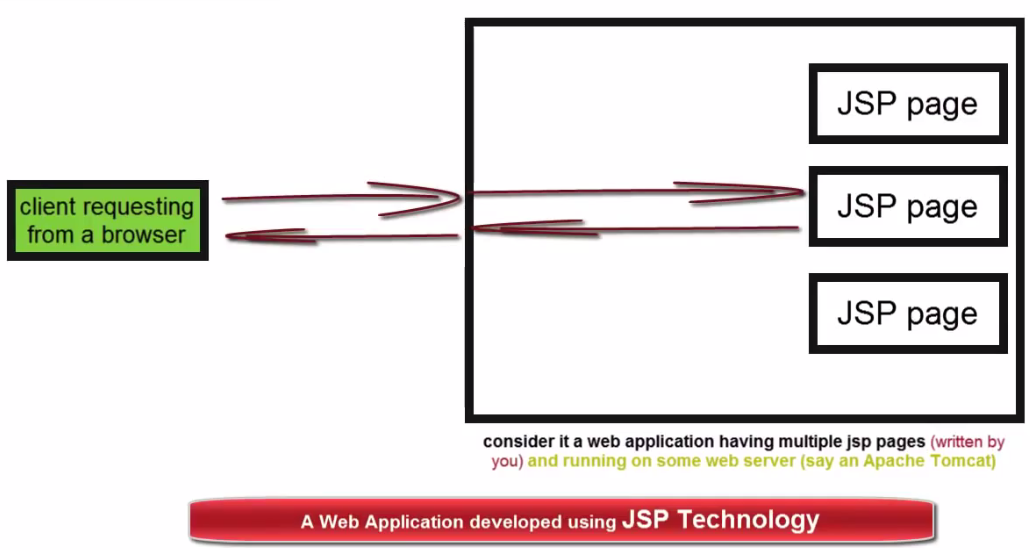 JSP page
client requesting
from a browser
JSP page
JSP page
consider it a web application having multiple jsp pages (written by
you) and running on some web server (say an Apache Tomcat)
A Web Application developed using JSP Technology